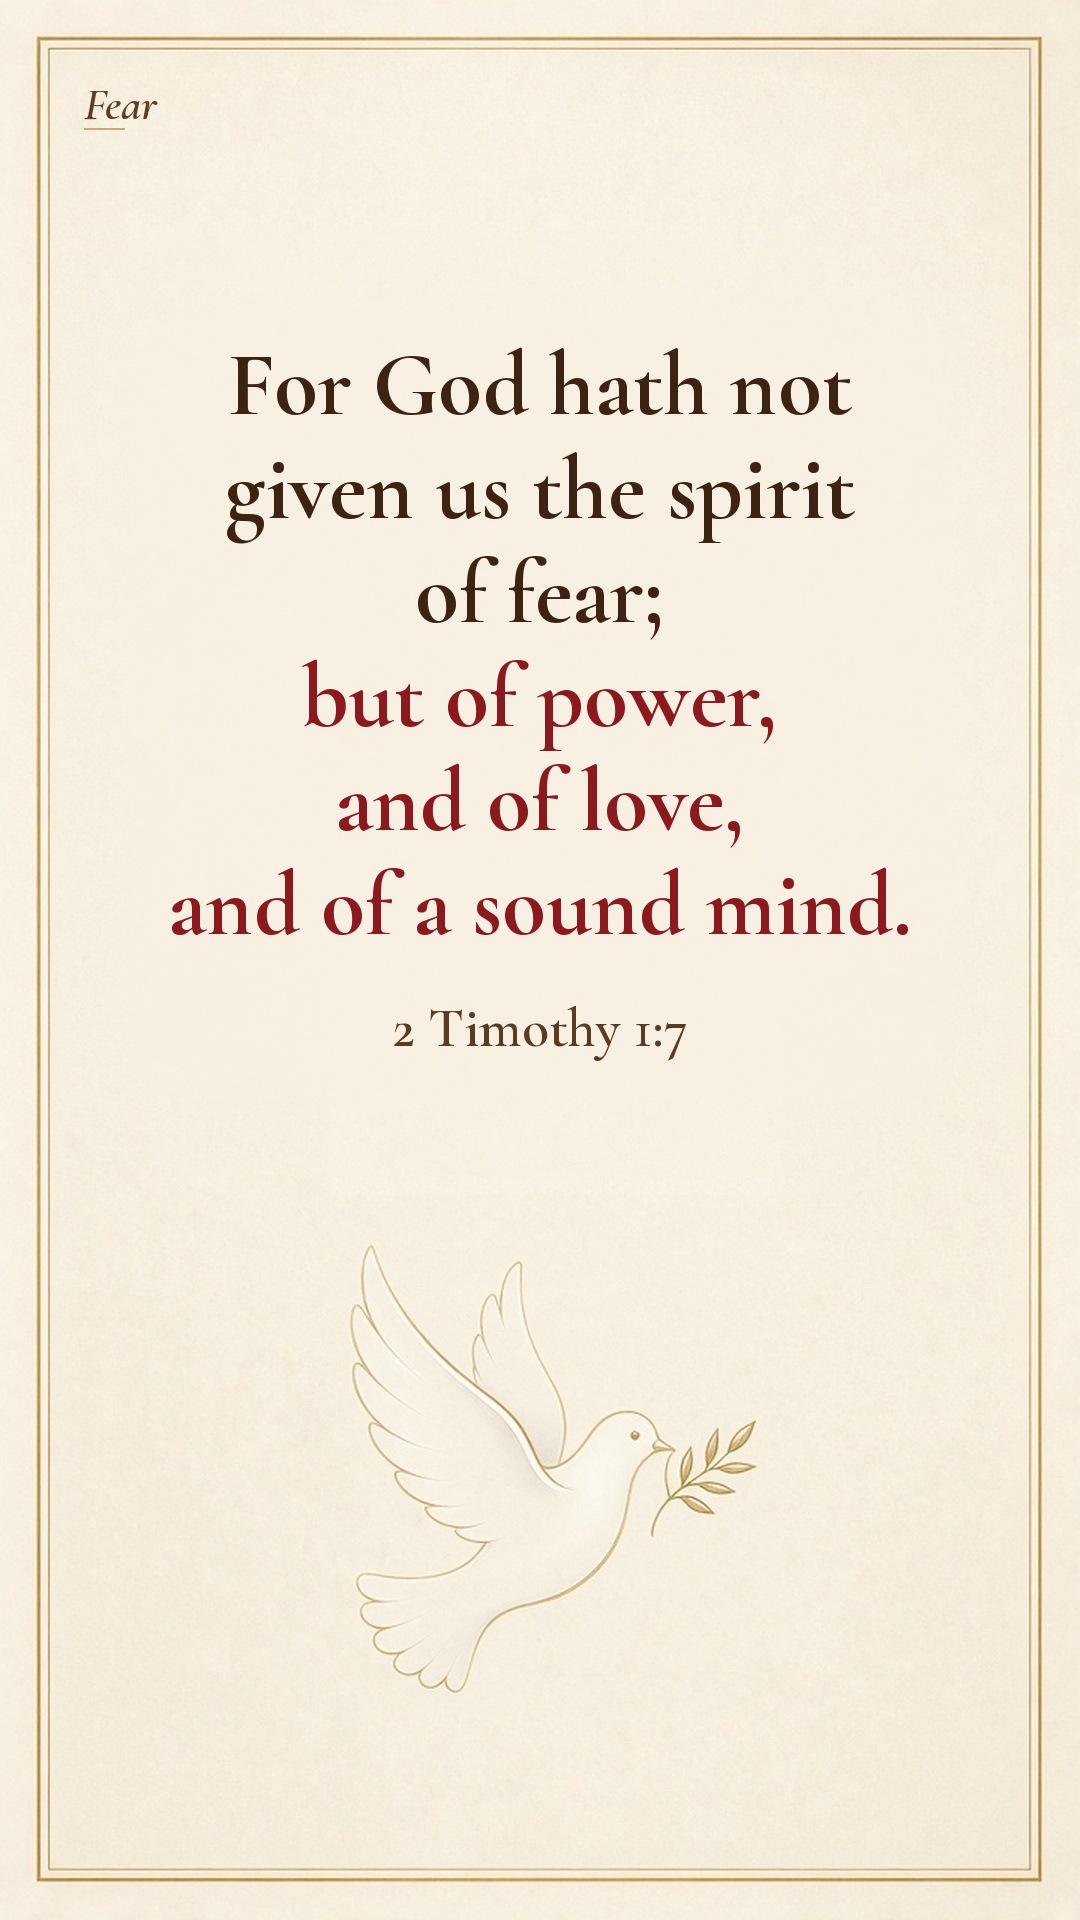 Fear
For God hath not
given us the spirit
of fear;
but of power,
and of love,
and of a sound mind.
2 Timothy 1:7